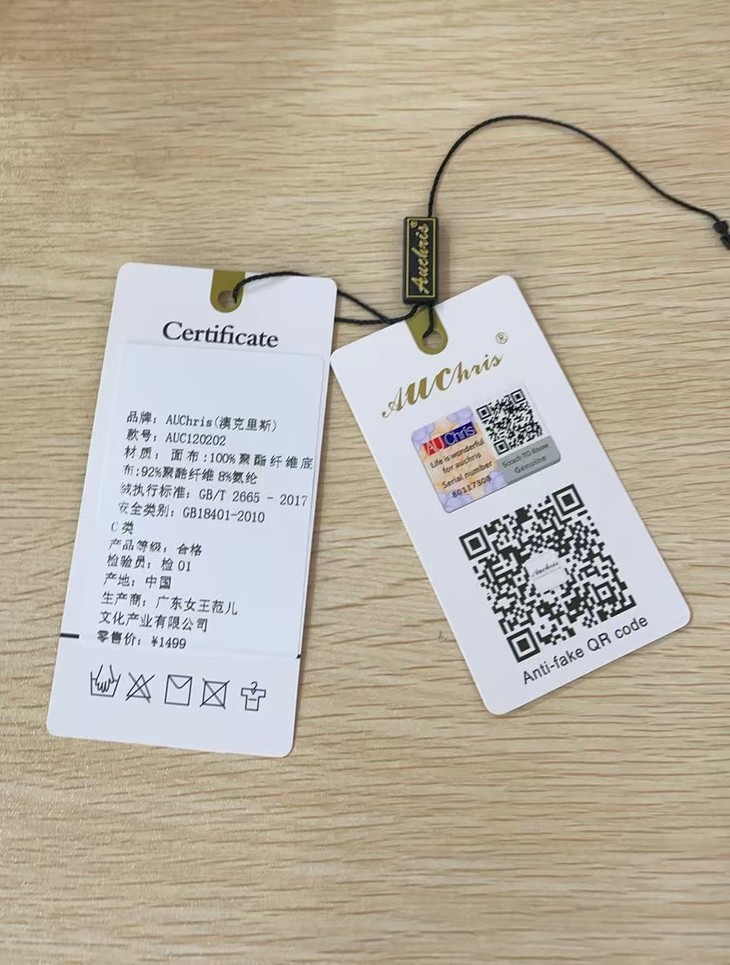 Certificate
品牌: AUChris(澳克里斯)
款号: AUC120202
材质: 面布:100%聚酯纤维底
布:92%聚酯纤维 8%氨纶
绒执行标准: GB/T 2665 - 2017
安全类别: GB18401-2010
C类
产品等级: 合格
检验员: 检 01
产地: 中国
生产商: 广东女王范儿
文化产业有限公司
零售价: ¥1499
Auchris®
AUChris®
AUChris
Life is wonderful
for auchris
Serial number
80117308
Scrach TO Know
Genuine
Auchris
Anti-fake QR code